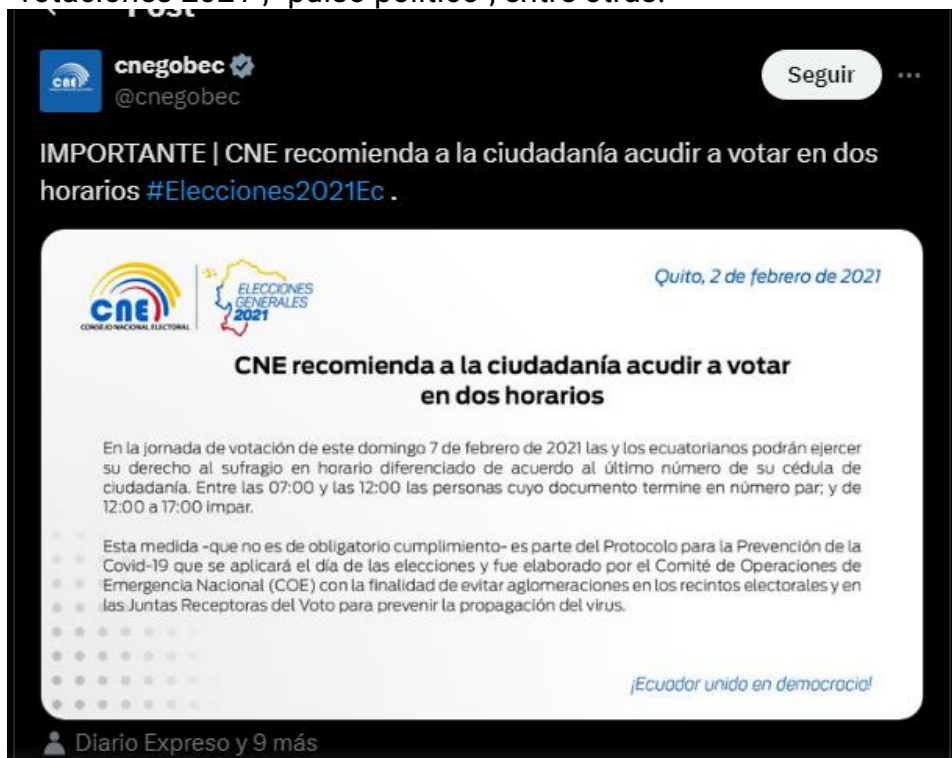 votaciones 2021", "pulso político", entre otras.
Post
cnegobec
@cnegobec
Seguir
IMPORTANTE | CNE recomienda a la ciudadanía acudir a votar en dos
horarios #Elecciones2021Ec .
CNE
CNE
CONSEJO NACIONAL ELECTORAL
ELECCIONES
GENERALES
2021
Quito, 2 de febrero de 2021
CNE recomienda a la ciudadanía acudir a votar
en dos horarios
En la jornada de votación de este domingo 7 de febrero de 2021 las y los ecuatorianos podrán ejercer
su derecho al sufragio en horario diferenciado de acuerdo al último número de su cédula de
ciudadanía. Entre las 07:00 y las 12:00 las personas cuyo documento termine en número par; y de
12:00 a 17:00 impar.
Esta medida -que no es de obligatorio cumplimiento- es parte del Protocolo para la Prevención de la
Covid-19 que se aplicará el día de las elecciones y fue elaborado por el Comité de Operaciones de
Emergencia Nacional (COE) con la finalidad de evitar aglomeraciones en los recintos electorales y en
las Juntas Receptoras del Voto para prevenir la propagación del virus.
¡Ecuador unido en democracia!
Diario Expreso y 9 más